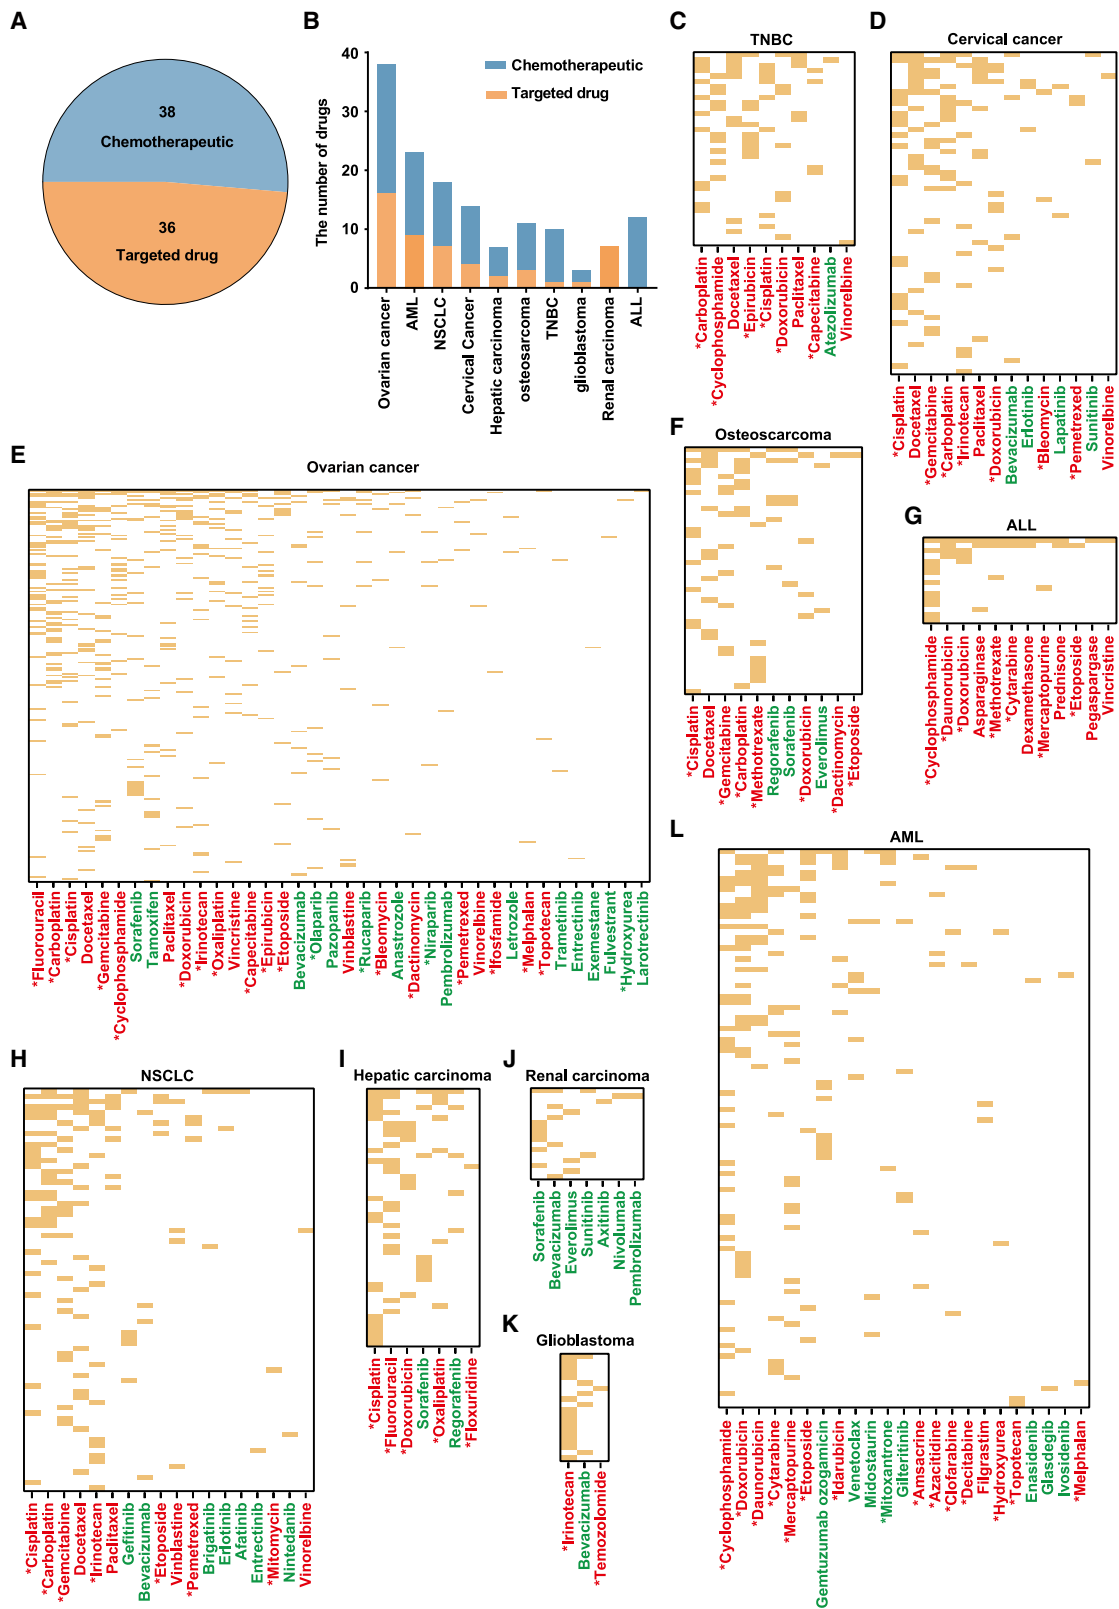 A
38
Chemotherapeutic
36
Targeted drug
B
The number of drugs
40
30
20
10
0
Chemotherapeutic
Targeted drug
Ovarian cancer
AML
NSCLC
Cervical Cancer
Hepatic carcinoma
osteosarcoma
TNBC
glioblastoma
Renal carcinoma
ALL
C
TNBC
*Carboplatin
*Cyclophosphamide
Docetaxel
*Epirubicin
*Cisplatin
*Doxorubicin
Paclitaxel
*Capecitabine
Atezolizumab
Vinorelbine
D
Cervical cancer
*Cisplatin
Docetaxel
*Gemcitabine
*Carboplatin
*Irinotecan
Paclitaxel
*Doxorubicin
Bevacizumab
Erlotinib
*Bleomycin
Lapatinib
*Pemetrexed
Sunitinib
Vinorelbine
E
Ovarian cancer
*Fluorouracil
*Carboplatin
*Cisplatin
Docetaxel
*Gemcitabine
*Cyclophosphamide
Sorafenib
Tamoxifen
Paclitaxel
*Doxorubicin
*Irinotecan
*Oxaliplatin
Vincristine
*Capecitabine
*Epirubicin
*Etoposide
Bevacizumab
*Olaparib
Pazopanib
Vinblastine
*Rucaparib
*Bleomycin
Anastrozole
*Dactinomycin
*Niraparib
Pembrolizumab
*Pemetrexed
Vinorelbine
*Ifosfamide
Letrozole
*Melphalan
*Topotecan
Trametinib
Entrectinib
Exemestane
Fulvestrant
*Hydroxyurea
Larotrectinib
F
Osteoscarcoma
*Cisplatin
Docetaxel
*Gemcitabine
*Carboplatin
*Methotrexate
Regorafenib
Sorafenib
*Doxorubicin
Everolimus
*Dactinomycin
*Etoposide
G
ALL
*Cyclophosphamide
*Daunorubicin
*Doxorubicin
Asparaginase
*Methotrexate
*Cytarabine
Dexamethasone
*Mercaptopurine
Prednisone
*Etoposide
Pegaspargase
Vincristine
H
NSCLC
*Cisplatin
*Carboplatin
*Gemcitabine
Docetaxel
*Irinotecan
Paclitaxel
Gefitinib
Bevacizumab
*Etoposide
Vinblastine
*Pemetrexed
Brigatinib
Erlotinib
Afatinib
Entrectinib
*Mitomycin
Nintedanib
Vinorelbine
I
Hepatic carcinoma
*Cisplatin
*Fluorouracil
*Doxorubicin
Sorafenib
*Oxaliplatin
Regorafenib
*Floxuridine
J
Renal carcinoma
Sorafenib
Bevacizumab
Everolimus
Sunitinib
Axitinib
Nivolumab
Pembrolizumab
K
Glioblastoma
*Irinotecan
Bevacizumab
*Temozolomide
L
AML
*Cyclophosphamide
*Doxorubicin
*Daunorubicin
*Cytarabine
*Mercaptopurine
*Etoposide
Gemtuzumab ozoganicin
*Idarubicin
Venetoclax
Midostaurin
*Mitoxantrone
Gilteritinib
*Amsacrine
*Azacitidine
*Clofarabine
*Decitabine
Filgrastim
*Hydroxyurea
*Topotecan
Enasidenib
Glasdegib
Ivosidenib
*Melphalan